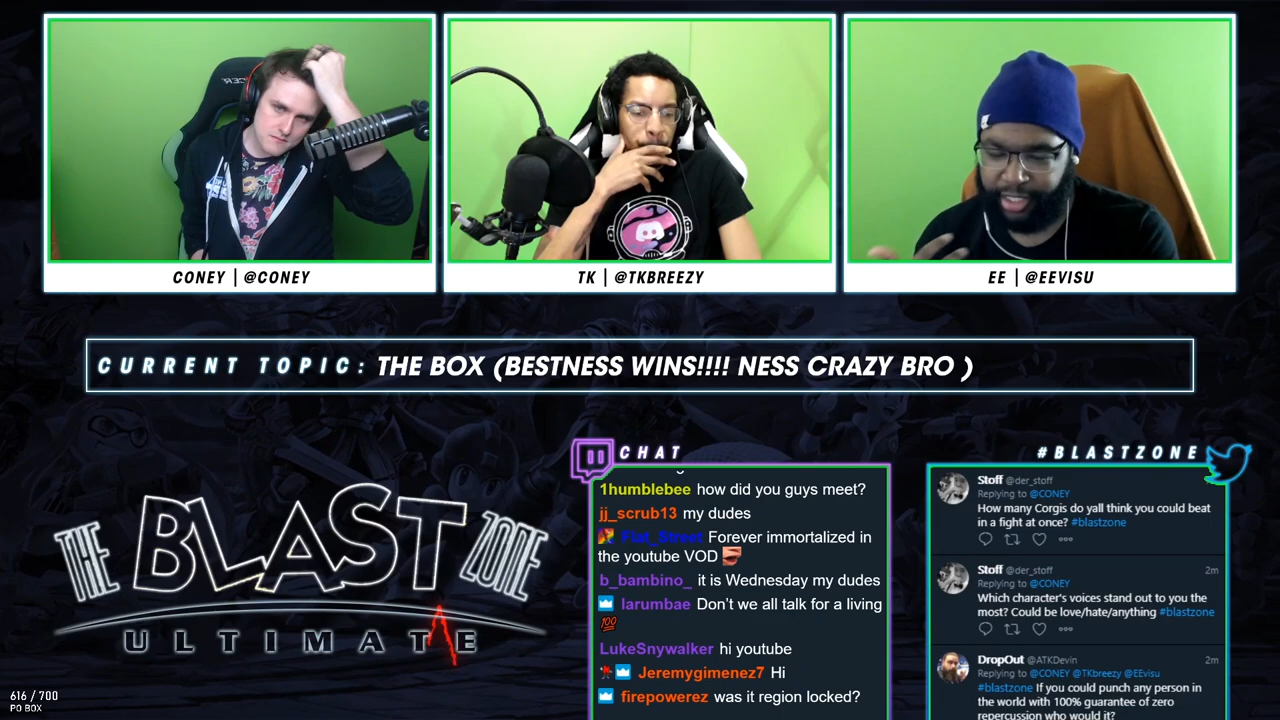 CONEY | @CONEY
TK | @TKBREEZY
EE | @EEVISU
CURRENT TOPIC: THE BOX (BESTNESS WINS!!!! NESS CRAZY BRO )
THE BLAST ZONE
ULTIMATE
616 / 700
PO BOX
CHAT
1humblebee how did you guys meet?
jj_scrub13 my dudes
Flat_Street Forever immortalized in
the youtube VOD
b_bambino_ it is Wednesday my dudes
larumbae Don't we all talk for a living
100
LukeSnywalker hi youtube
Jeremygimenez7 Hi
firepowerez was it region locked?
#BLASTZONE
Stoff @der_stoff
Replying to @CONEY
How many Corgis do yall think you could beat
in a fight at once? #blastzone
Stoff @der_stoff 2m
Replying to @CONEY
Which character's voices stand out to you the
most? Could be love/hate/anything #blastzone
DropOut @ATKDevin 2m
Replying to @CONEY @TKbreezy @EEvisu
#blastzone If you could punch any person in
the world with 100% guarantee of zero
repercussion who would it?